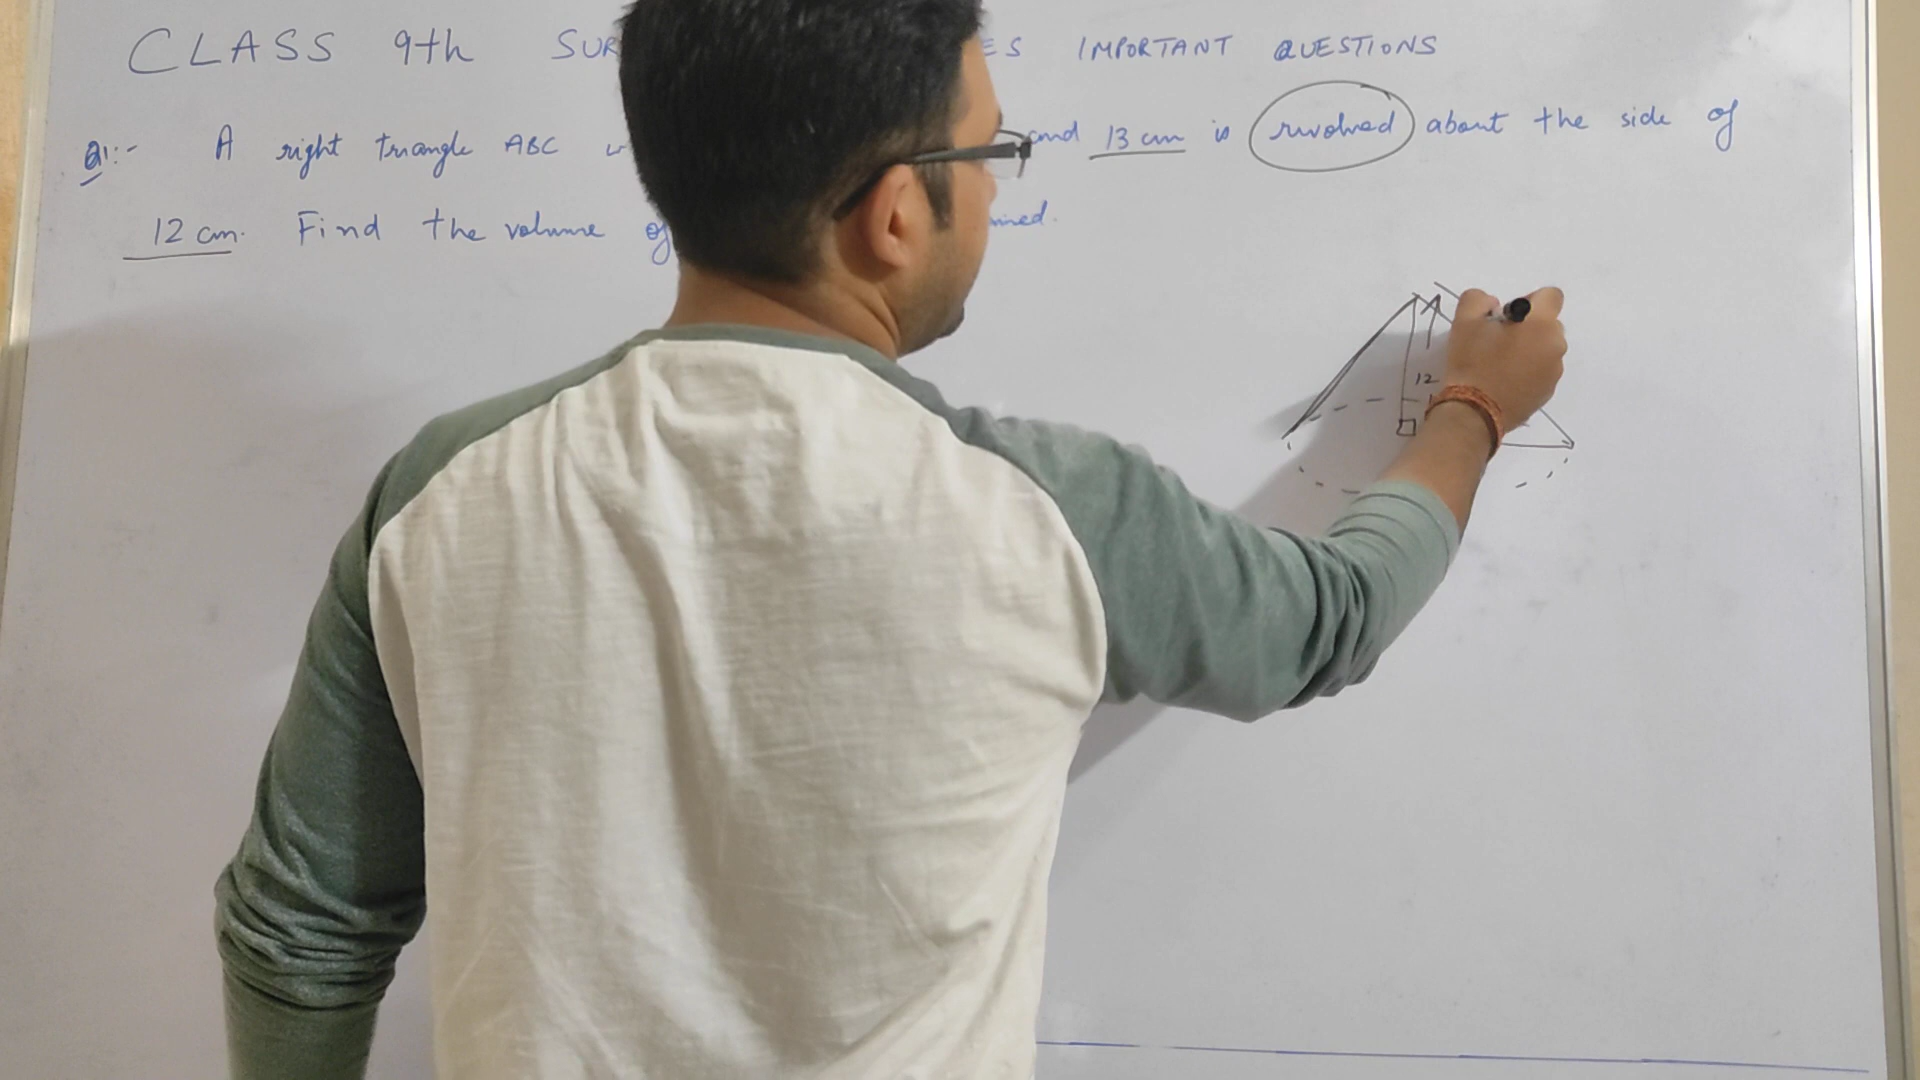 CLASS 9th SUR ES IMPORTANT QUESTIONS
Q1:- A right triangle ABC and 13 cm is revolved about the side of
12 cm. Find the volume of
12